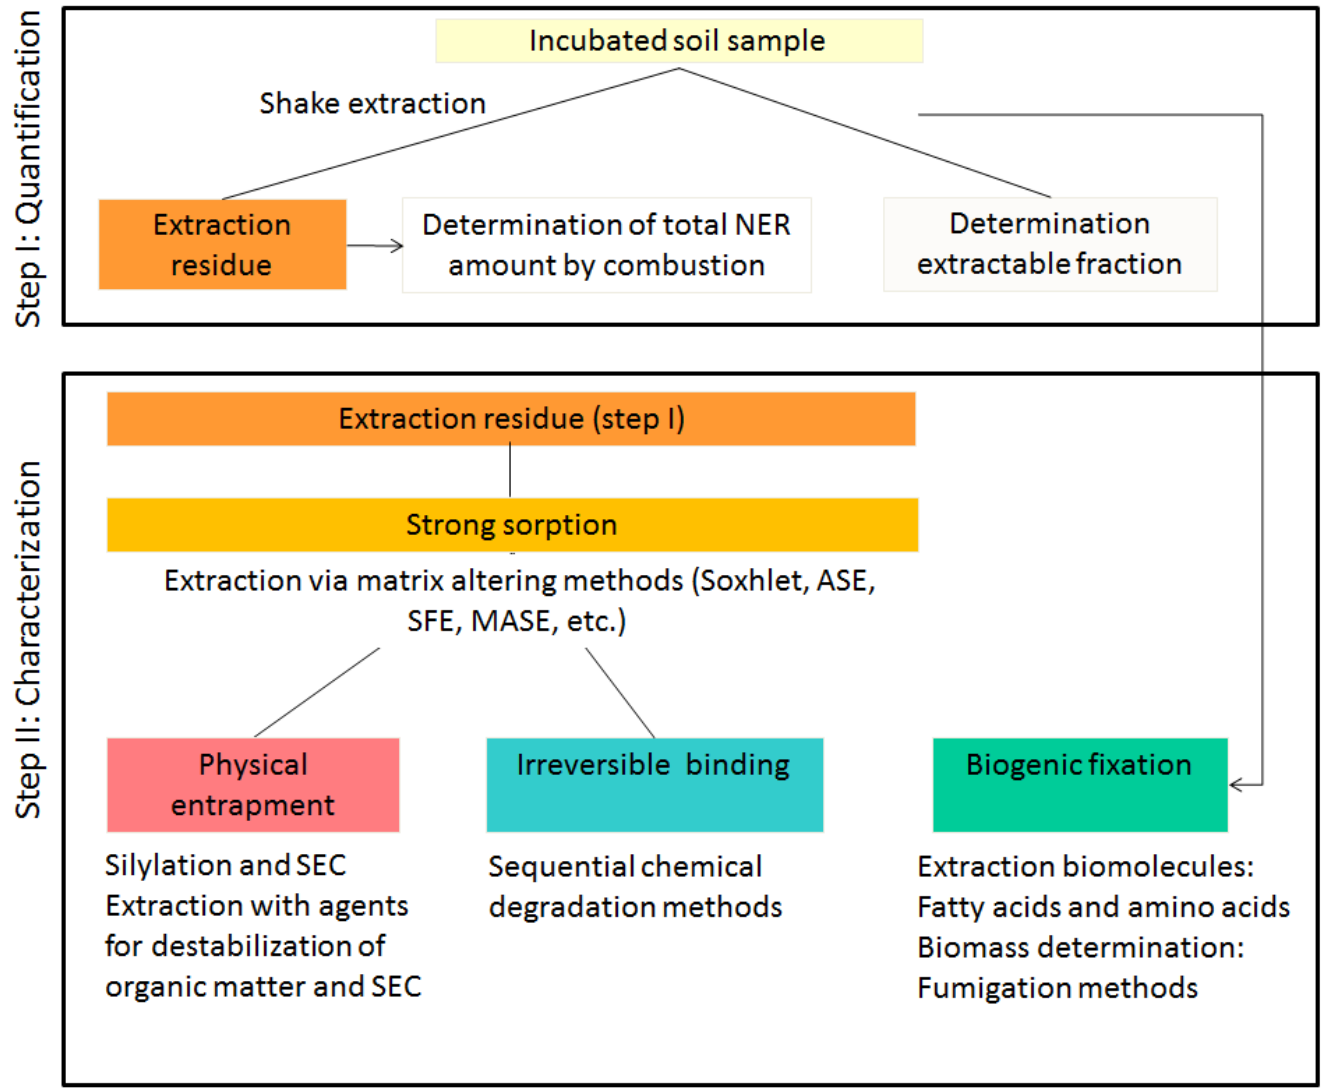 Step I: Quantification
Incubated soil sample
Shake extraction
Extraction
residue
Determination of total NER
amount by combustion
Determination
extractable fraction
Step II: Characterization
Extraction residue (step I)
Strong sorption
Extraction via matrix altering methods (Soxhlet, ASE,
SFE, MASE, etc.)
Physical
entrapment
Silylation and SEC
Extraction with agents
for destabilization of
organic matter and SEC
Irreversible binding
Sequential chemical
degradation methods
Biogenic fixation
Extraction biomolecules:
Fatty acids and amino acids
Biomass determination:
Fumigation methods